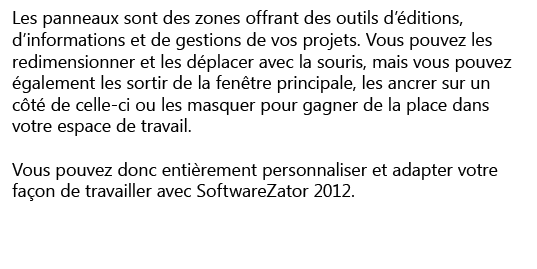 Les panneaux sont des zones offrant des outils d'éditions,
d'informations et de gestions de vos projets. Vous pouvez les
redimensionner et les déplacer avec la souris, mais vous pouvez
également les sortir de la fenêtre principale, les ancrer sur un
côté de celle-ci ou les masquer pour gagner de la place dans
votre espace de travail.
Vous pouvez donc entièrement personnaliser et adapter votre
façon de travailler avec SoftwareZator 2012.